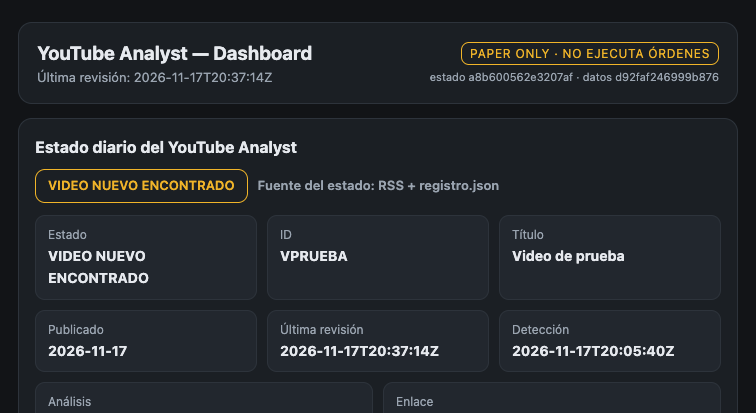 YouTube Analyst — Dashboard
PAPER ONLY · NO EJECUTA ÓRDENES
Última revisión: 2026-11-17T20:37:14Z
estado a8b600562e3207af · datos d92faf246999b876
Estado diario del YouTube Analyst
VIDEO NUEVO ENCONTRADO
Fuente del estado: RSS + registro.json
Estado
VIDEO NUEVO
ENCONTRADO
ID
VPRUEBA
Título
Video de prueba
Publicado
2026-11-17
Última revisión
2026-11-17T20:37:14Z
Detección
2026-11-17T20:05:40Z
Análisis
Enlace